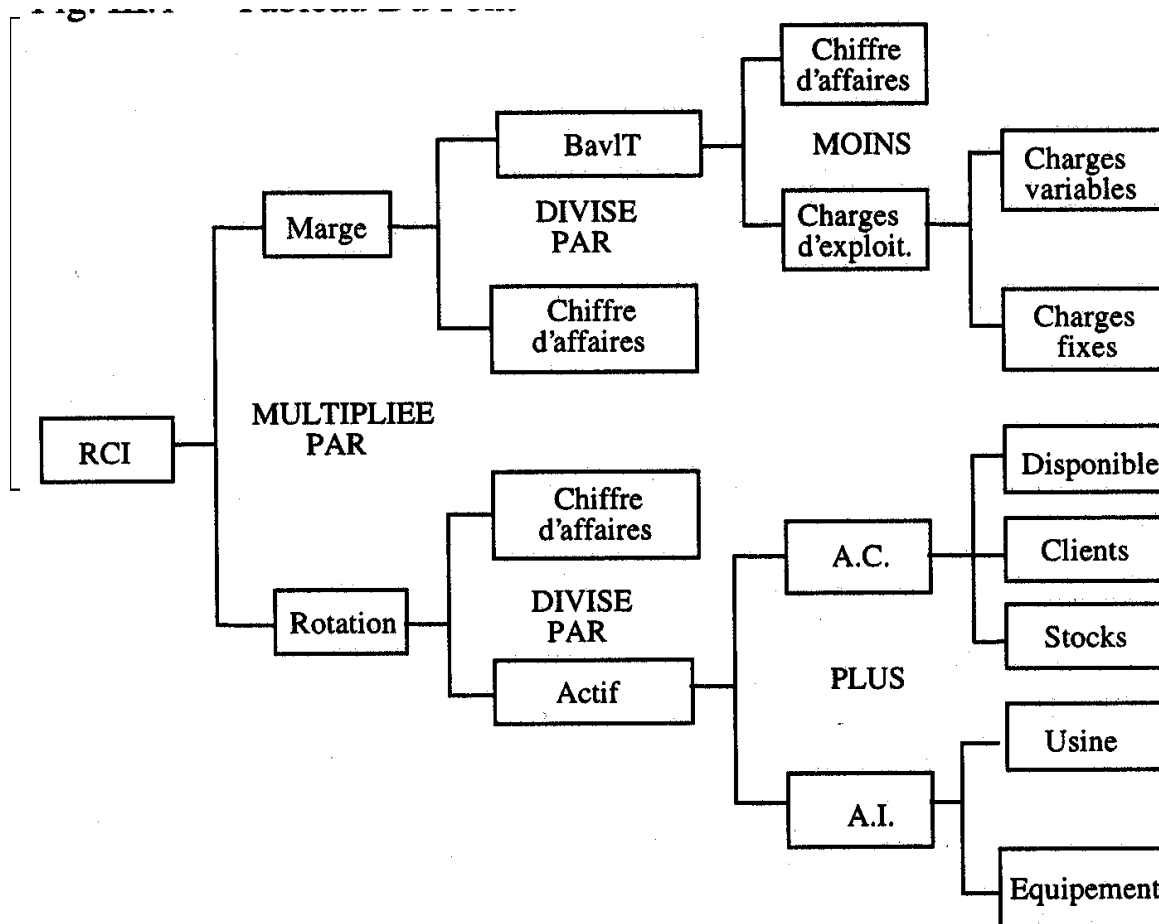 Chiffre
d'affaires
BavlT
MOINS
Charges
variables
DIVISE
PAR
Marge
Charges
d'exploit.
Chiffre
d'affaires
Charges
fixes
MULTIPLIEE
PAR
RCI
Disponible
Chiffre
d'affaires
A.C.
Clients
DIVISE
PAR
Rotation
Stocks
Actif
PLUS
Usine
A.I.
Equipement